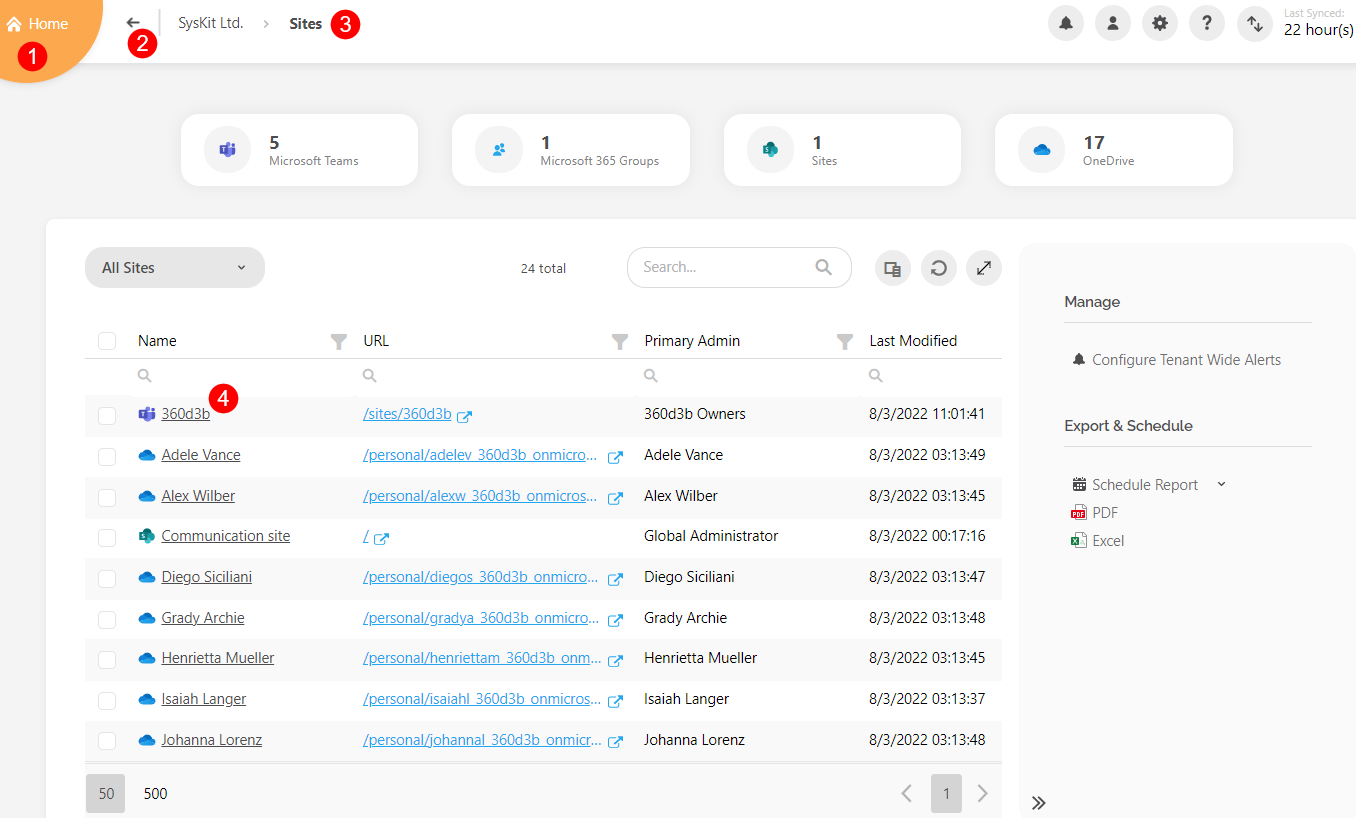 Home
1
2
SysKit Ltd. > Sites 3
?
Last Synced:
22 hour(s)
5
Microsoft Teams
1
Microsoft 365 Groups
1
Sites
17
OneDrive
All Sites
24 total
Search...
Name URL Primary Admin Last Modified
4
360d3b /sites/360d3b 360d3b Owners 8/3/2022 11:01:41
Adele Vance /personal/adelev_360d3b_onmicro... Adele Vance 8/3/2022 03:13:49
Alex Wilber /personal/alexw_360d3b_onmicros... Alex Wilber 8/3/2022 03:13:45
Communication site / Global Administrator 8/3/2022 00:17:16
Diego Siciliani /personal/diegos_360d3b_onmicro... Diego Siciliani 8/3/2022 03:13:47
Grady Archie /personal/gradya_360d3b_onmicro... Grady Archie 8/3/2022 03:13:48
Henrietta Mueller /personal/henriettam_360d3b_onm... Henrietta Mueller 8/3/2022 03:13:45
Isaiah Langer /personal/isaiahl_360d3b_onmicros... Isaiah Langer 8/3/2022 03:13:37
Johanna Lorenz /personal/johannal_360d3b_onmicr... Johanna Lorenz 8/3/2022 03:13:48
50 500
1
Manage
Configure Tenant Wide Alerts
Export & Schedule
Schedule Report
PDF
Excel